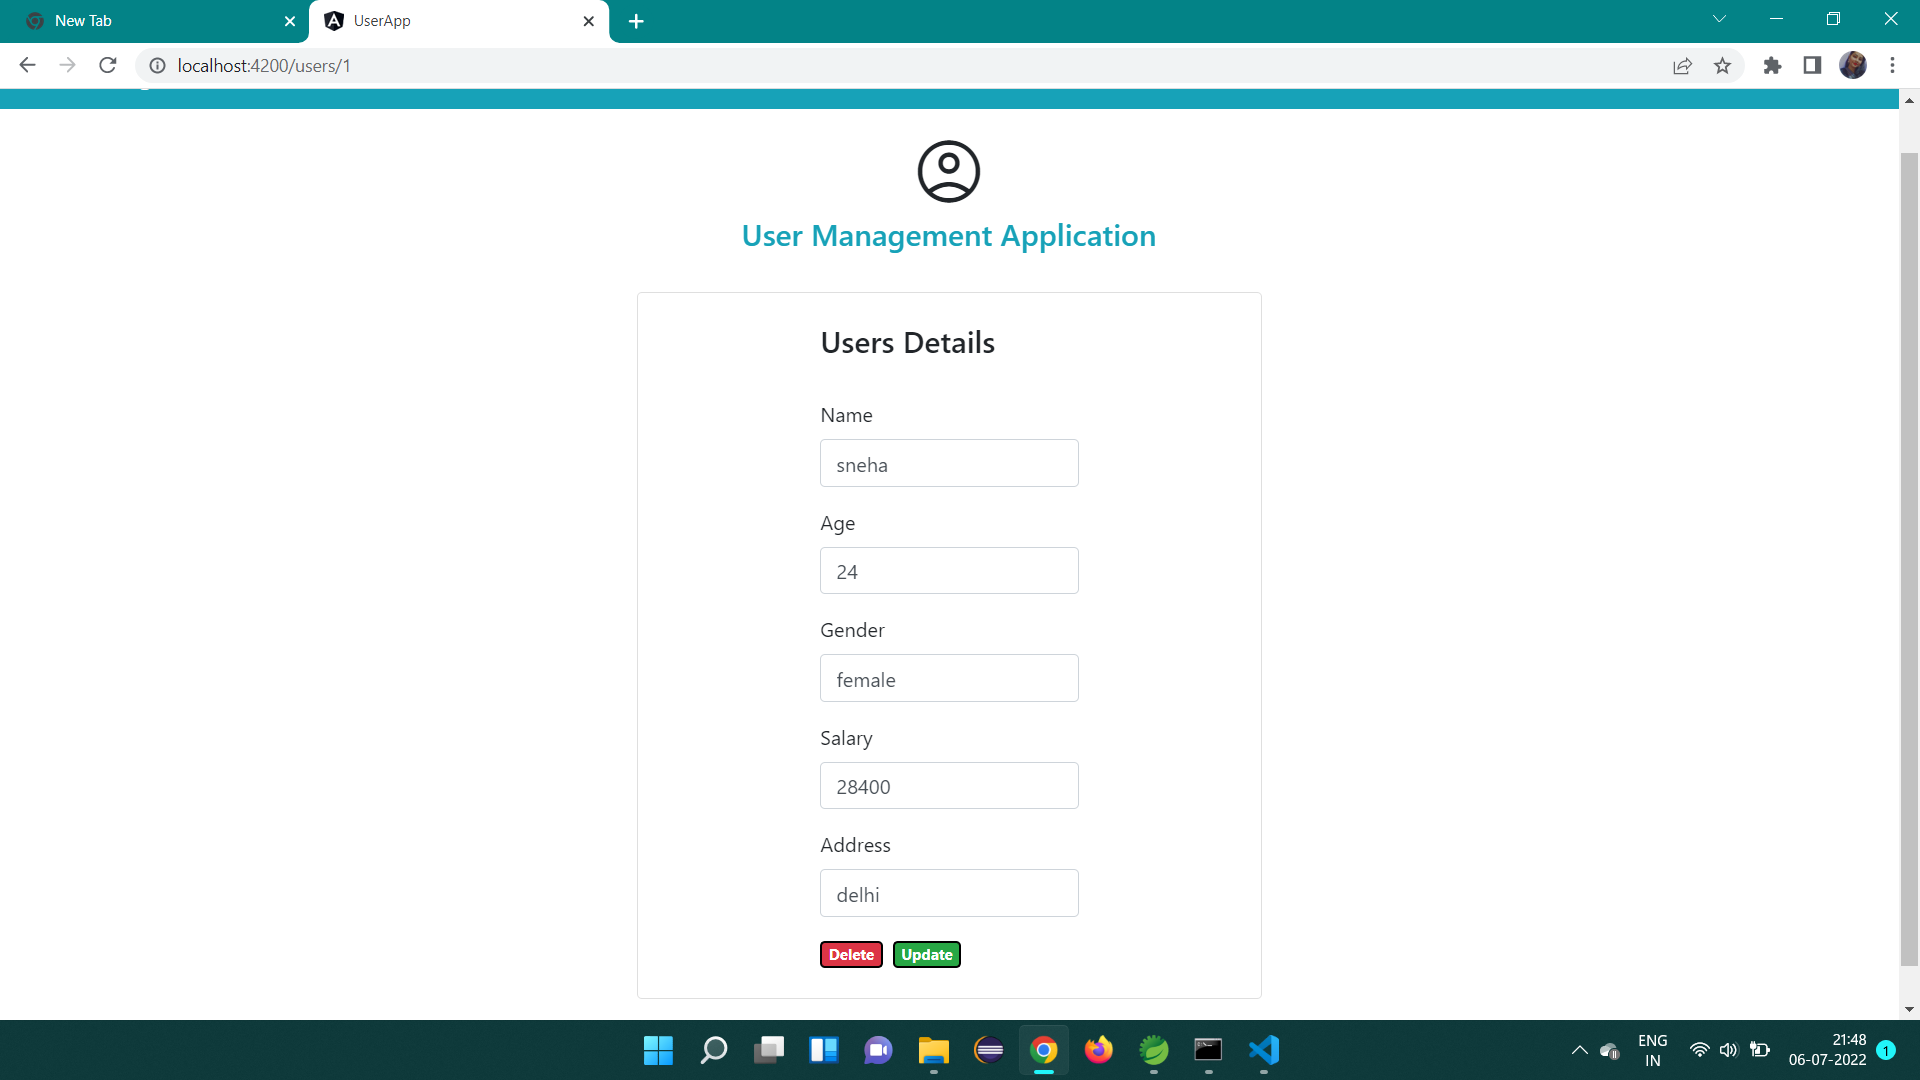 New Tab
UserApp
localhost:4200/users/1
User Management Application
Users Details
Name
sneha
Age
24
Gender
female
Salary
28400
Address
delhi
Delete Update
ENG
IN
21:48
06-07-2022
1